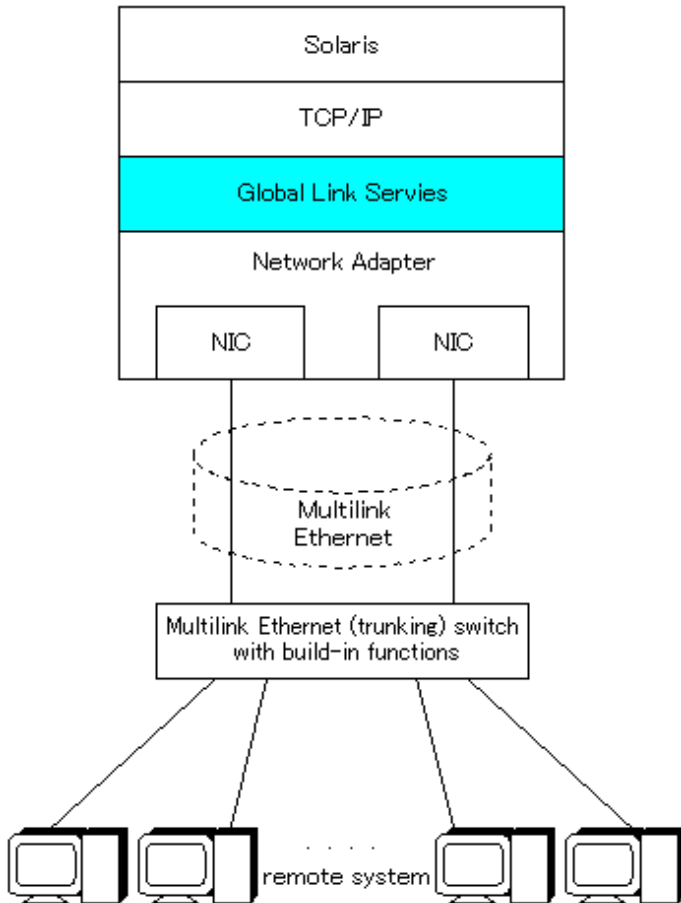 Solaris
TCP/IP
Global Link Servies
Network Adapter
NIC
NIC
Multilink
Ethernet
Multilink Ethernet (trunking) switch
with build-in functions
. . . .
remote system